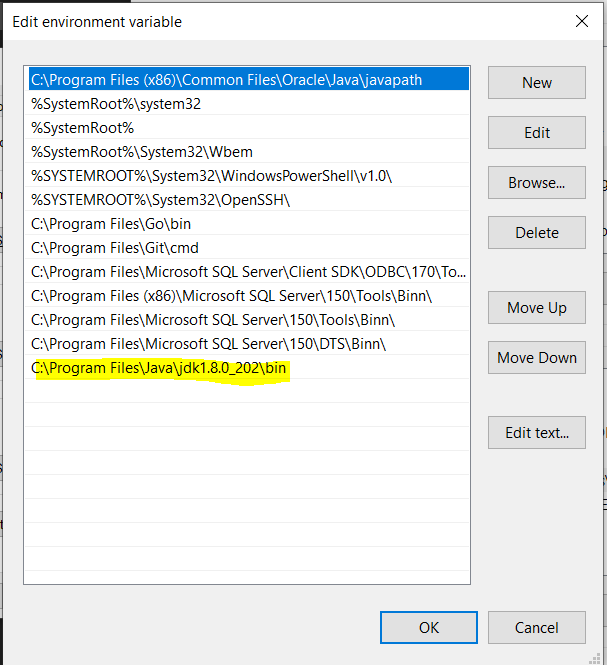 Edit environment variable
C:\Program Files (x86)\Common Files\Oracle\Java\javapath
%SystemRoot%\system32
%SystemRoot%
%SystemRoot%\System32\Wbem
%SYSTEMROOT%\System32\WindowsPowerShell\v1.0\
%SYSTEMROOT%\System32\OpenSSH\
C:\Program Files\Go\bin
C:\Program Files\Git\cmd
C:\Program Files\Microsoft SQL Server\Client SDK\ODBC\170\To...
C:\Program Files (x86)\Microsoft SQL Server\150\Tools\Binn\
C:\Program Files\Microsoft SQL Server\150\Tools\Binn\
C:\Program Files\Microsoft SQL Server\150\DTS\Binn\
C:\Program Files\Java\jdk1.8.0_202\bin
New
Edit
Browse...
Delete
Move Up
Move Down
Edit text...
OK
Cancel